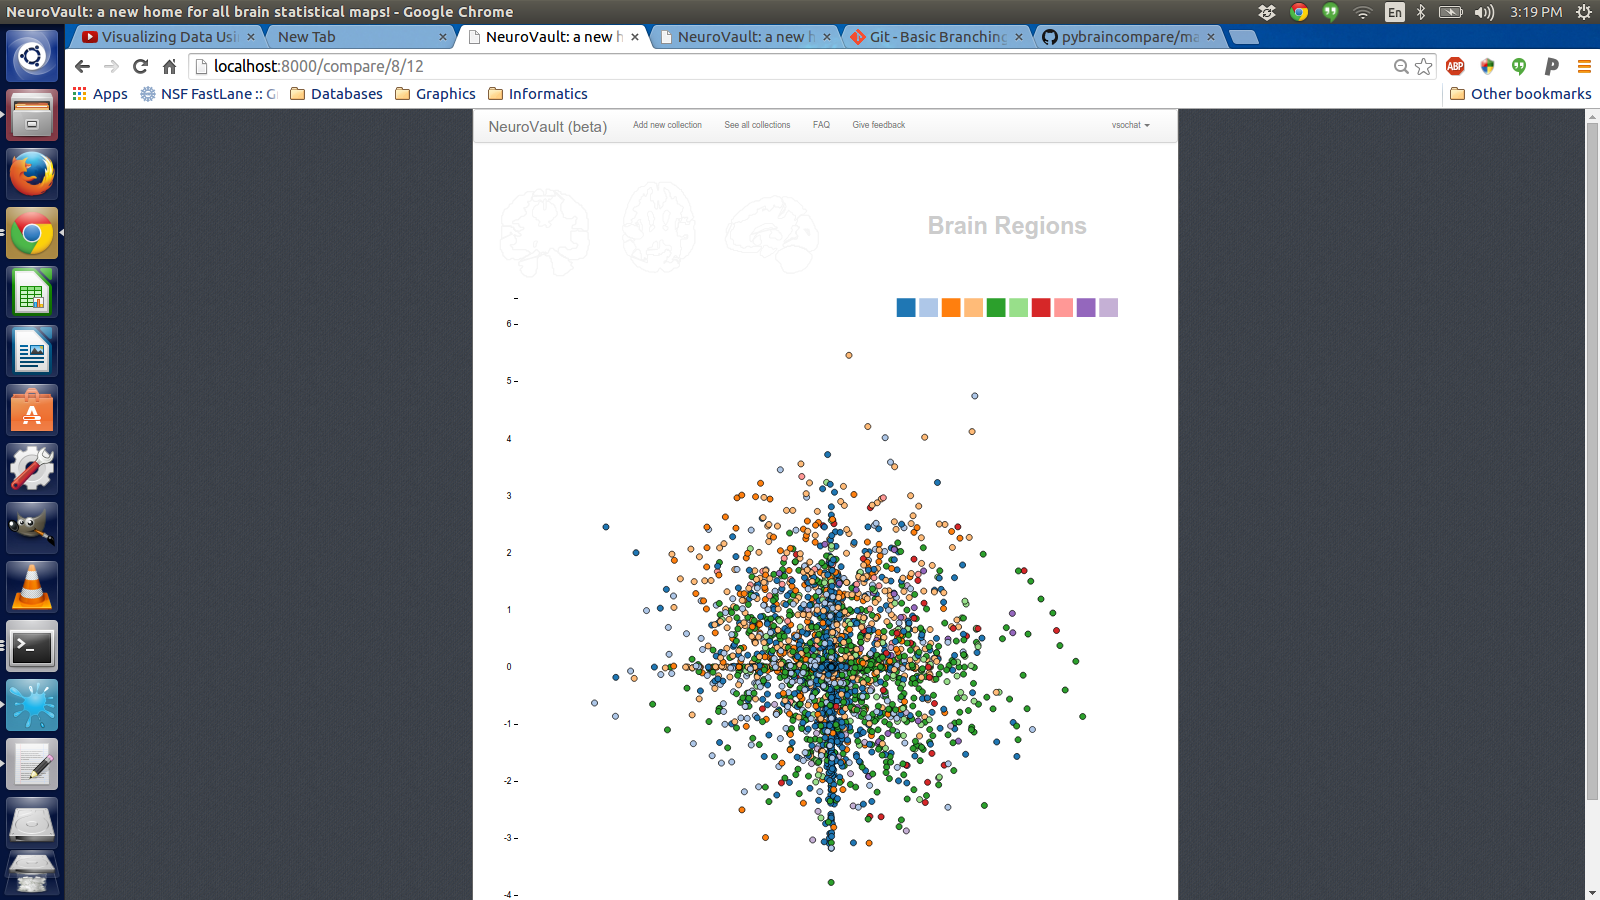 NeuroVault: a new home for all brain statistical maps! - Google Chrome
En
3:19 PM
Visualizing Data Usi
New Tab
NeuroVault: a new h
NeuroVault: a new h
Git - Basic Branching
pybraincompare/ma
localhost:8000/compare/8/12
ABP
Apps
NSF FastLane :: G
Databases
Graphics
Informatics
Other bookmarks
NeuroVault (beta)
Add new collection
See all collections
FAQ
Give feedback
vsochat
Brain Regions
6
5
4
3
2
1
0
-1
-2
-3
-4